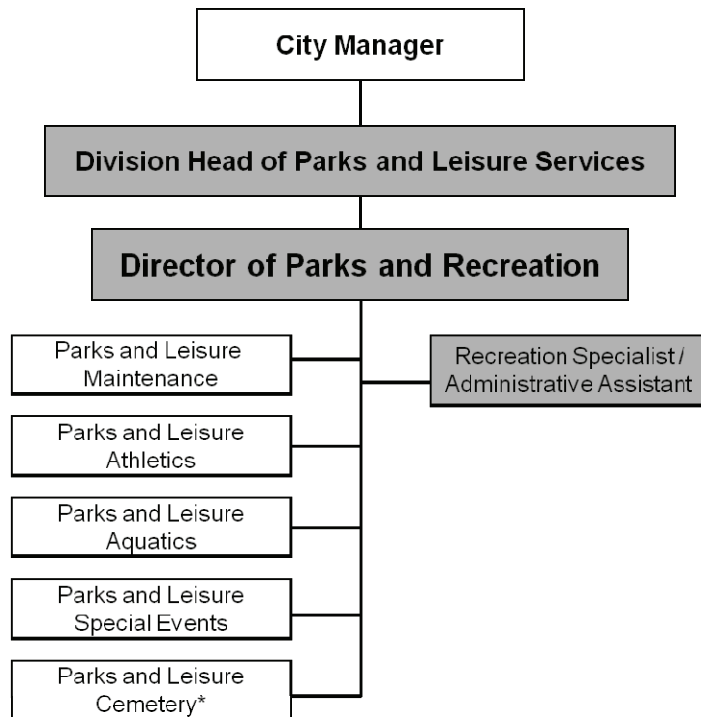 City Manager
Division Head of Parks and Leisure Services
Director of Parks and Recreation
Parks and Leisure
Maintenance
Recreation Specialist /
Administrative Assistant
Parks and Leisure
Athletics
Parks and Leisure
Aquatics
Parks and Leisure
Special Events
Parks and Leisure
Cemetery*